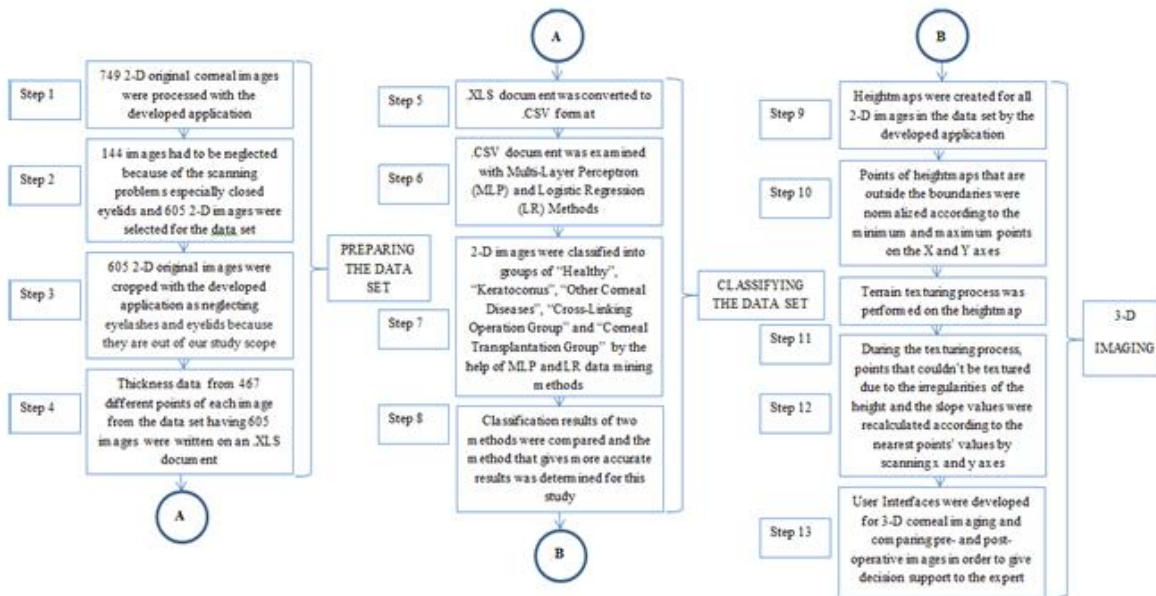 Step 1
749 2-D original corneal images
were processed with the
developed application
Step 2
144 images had to be neglected
because of the scanning
problems especially closed
eyelids and 605 2-D images were
selected for the data set
Step 3
605 2-D original images were
cropped with the developed
application as neglecting
eyelashes and eyelids because
they are out of our study scope
Step 4
Thickness data from 467
different points of each image
from the data set having 605
images were written on an .XLS
document
A
PREPARING
THE DATA
SET
A
Step 5
.XLS document was converted to
.CSV format
Step 6
.CSV document was examined
with Multi-Layer Perceptron
(MLP) and Logistic Regression
(LR) Methods
Step 7
2-D images were classified into
groups of "Healthy",
"Keratoconus", "Other Corneal
Diseases", "Cross-Linking
Operation Group" and "Corneal
Transplantation Group" by the
help of MLP and LR data mining
methods
Step 8
Classification results of two
methods were compared and the
method that gives more accurate
results was determined for this
study
B
CLASSIFYING
THE DATA SET
B
Step 9
Heightmaps were created for all
2-D images in the data set by the
developed application
Step 10
Points of heightmaps that are
outside the boundaries were
normalized according to the
minimum and maximum points
on the X and Y axes
Step 11
Terrain texturing process was
performed on the heightmap
Step 12
During the texturing process,
points that couldn't be textured
due to the irregularities of the
height and the slope values were
recalculated according to the
nearest points' values by
scanning x and y axes
Step 13
User Interfaces were developed
for 3-D corneal imaging and
comparing pre- and post-
operative images in order to give
decision support to the expert
3-D
IMAGING